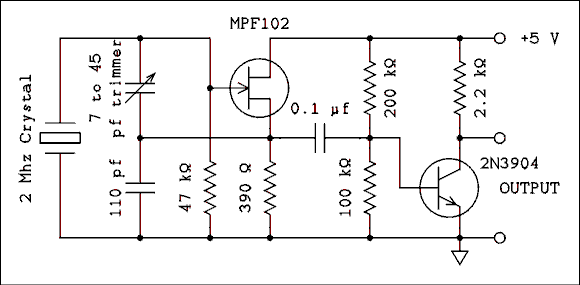 MPF102
+5 V
7 to 45
pf trimmer
200 kΩ
2.2 kΩ
0.1 µf
2 Mhz Crystal
110 pf
47 kΩ
390 Ω
100 kΩ
2N3904
OUTPUT